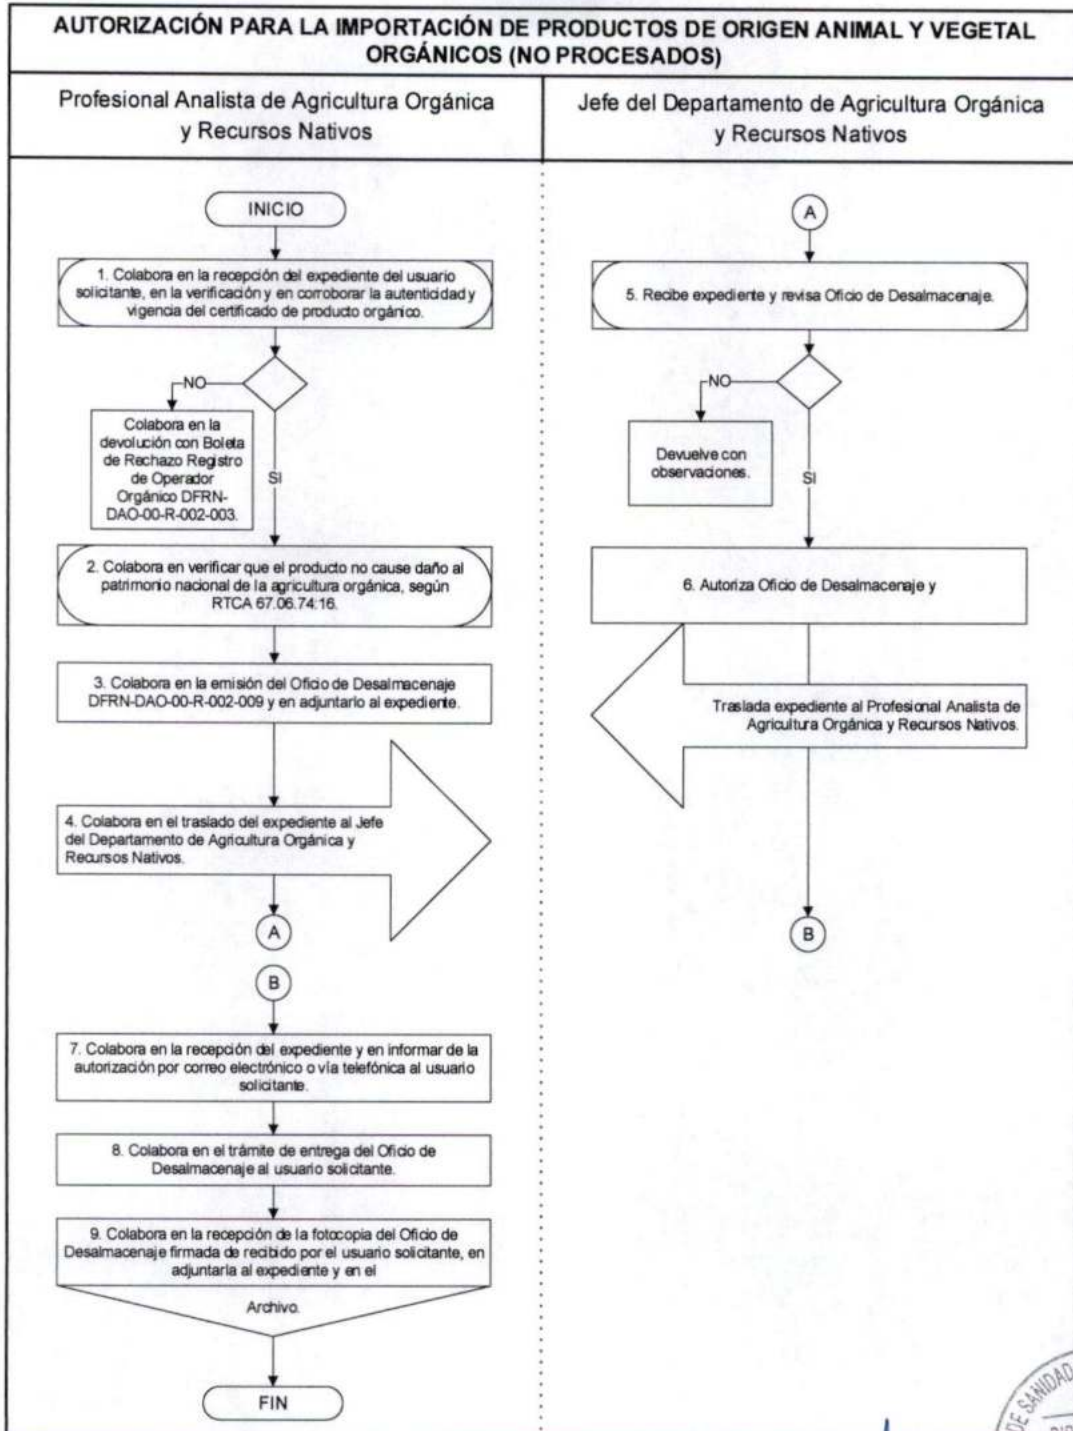 AUTORIZACIÓN PARA LA IMPORTACIÓN DE PRODUCTOS DE ORIGEN ANIMAL Y VEGETAL
ORGÁNICOS (NO PROCESADOS)
Profesional Analista de Agricultura Orgánica
y Recursos Nativos
Jefe del Departamento de Agricultura Orgánica
y Recursos Nativos
INICIO
1. Colabora en la recepción del expediente del usuario
solicitante, en la verificación y en corroborar la autenticidad y
vigencia del certificado de producto orgánico.
NO
Colabora en la
devolución con Boleta
de Rechazo Registro
de Operador
Orgánico DFRN-
DAO-00-R-002-003.
SI
2. Colabora en verificar que el producto no cause daño al
patrimonio nacional de la agricultura orgánica, según
RTCA 67.06.74:16.
3. Colabora en la emisión del Oficio de Desalmacenaje
DFRN-DAO-00-R-002-009 y en adjuntarlo al expediente.
4. Colabora en el traslado del expediente al Jefe
del Departamento de Agricultura Orgánica y
Recursos Nativos.
A
A
5. Recibe expediente y revisa Oficio de Desalmacenaje.
NO
Devuelve con
observaciones.
SI
6. Autoriza Oficio de Desalmacenaje y
Traslada expediente al Profesional Analista de
Agricultura Orgánica y Recursos Nativos.
B
B
7. Colabora en la recepción del expediente y en informar de la
autorización por correo electrónico o vía telefónica al usuario
solicitante.
8. Colabora en el trámite de entrega del Oficio de
Desalmacenaje al usuario solicitante.
9. Colabora en la recepción de la fotocopia del Oficio de
Desalmacenaje firmada de recibido por el usuario solicitante, en
adjuntarla al expediente y en el
Archivo.
FIN
DE SANIDAD